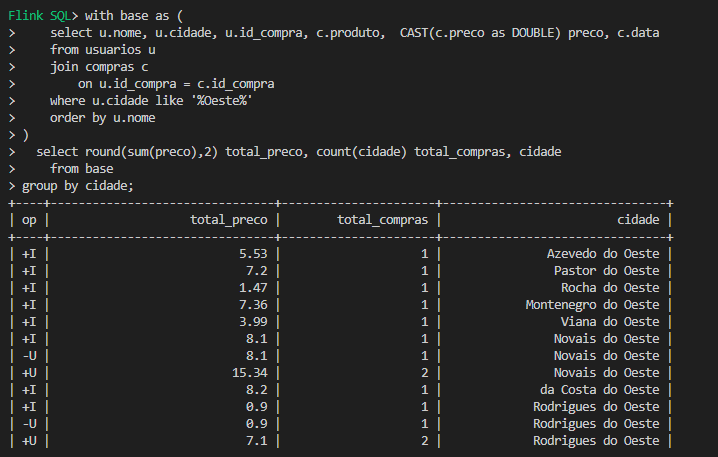 Flink SQL> with base as (
>     select u.nome, u.cidade, u.id_compra, c.produto,  CAST(c.preco as DOUBLE) preco, c.data
>     from usuarios u
>     join compras c
>         on u.id_compra = c.id_compra
>     where u.cidade like '%Oeste%'
>     order by u.nome
> )
>   select round(sum(preco),2) total_preco, count(cidade) total_compras, cidade
>     from base
> group by cidade;
+----+--------------------------------+----------------------+--------------------------------+
| op |                    total_preco |        total_compras |                         cidade |
+----+--------------------------------+----------------------+--------------------------------+
| +I |                           5.53 |                    1 |               Azevedo do Oeste |
| +I |                            7.2 |                    1 |                Pastor do Oeste |
| +I |                           1.47 |                    1 |                 Rocha do Oeste |
| +I |                           7.36 |                    1 |            Montenegro do Oeste |
| +I |                           3.99 |                    1 |                 Viana do Oeste |
| +I |                            8.1 |                    1 |                Novais do Oeste |
| -U |                            8.1 |                    1 |                Novais do Oeste |
| +U |                          15.34 |                    2 |                Novais do Oeste |
| +I |                            8.2 |                    1 |              da Costa do Oeste |
| +I |                            0.9 |                    1 |             Rodrigues do Oeste |
| -U |                            0.9 |                    1 |             Rodrigues do Oeste |
| +U |                            7.1 |                    2 |             Rodrigues do Oeste |